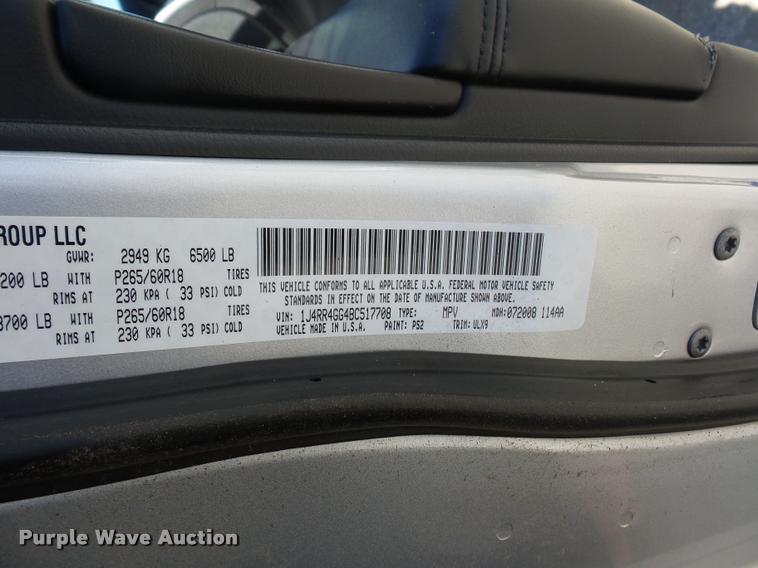 ROUP LLC
GVWR: 2949 KG 6500 LB
200 LB WITH P265/60R18 TIRES
RIMS AT 230 KPA ( 33 PSI) COLD
3700 LB WITH P265/60R18 TIRES
RIMS AT 230 KPA ( 33 PSI) COLD
THIS VEHICLE CONFORMS TO ALL APPLICABLE U.S.A. FEDERAL MOTOR VEHICLE SAFETY
STANDARDS IN EFFECT ON THE DATE OF MANUFACTURE SHOWN ABOVE.
VIN: 1J4RR4GG4BC517708 TYPE: MPV MDH:072008 114AA
VEHICLE MADE IN U.S.A. PAINT: PS2 TRIM: VLX9
Purple Wave Auction